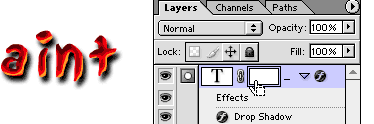 aint
Layers Channels Paths
Normal Opacity: 100%
Lock: Fill: 100%
T
Effects
Drop Shadow